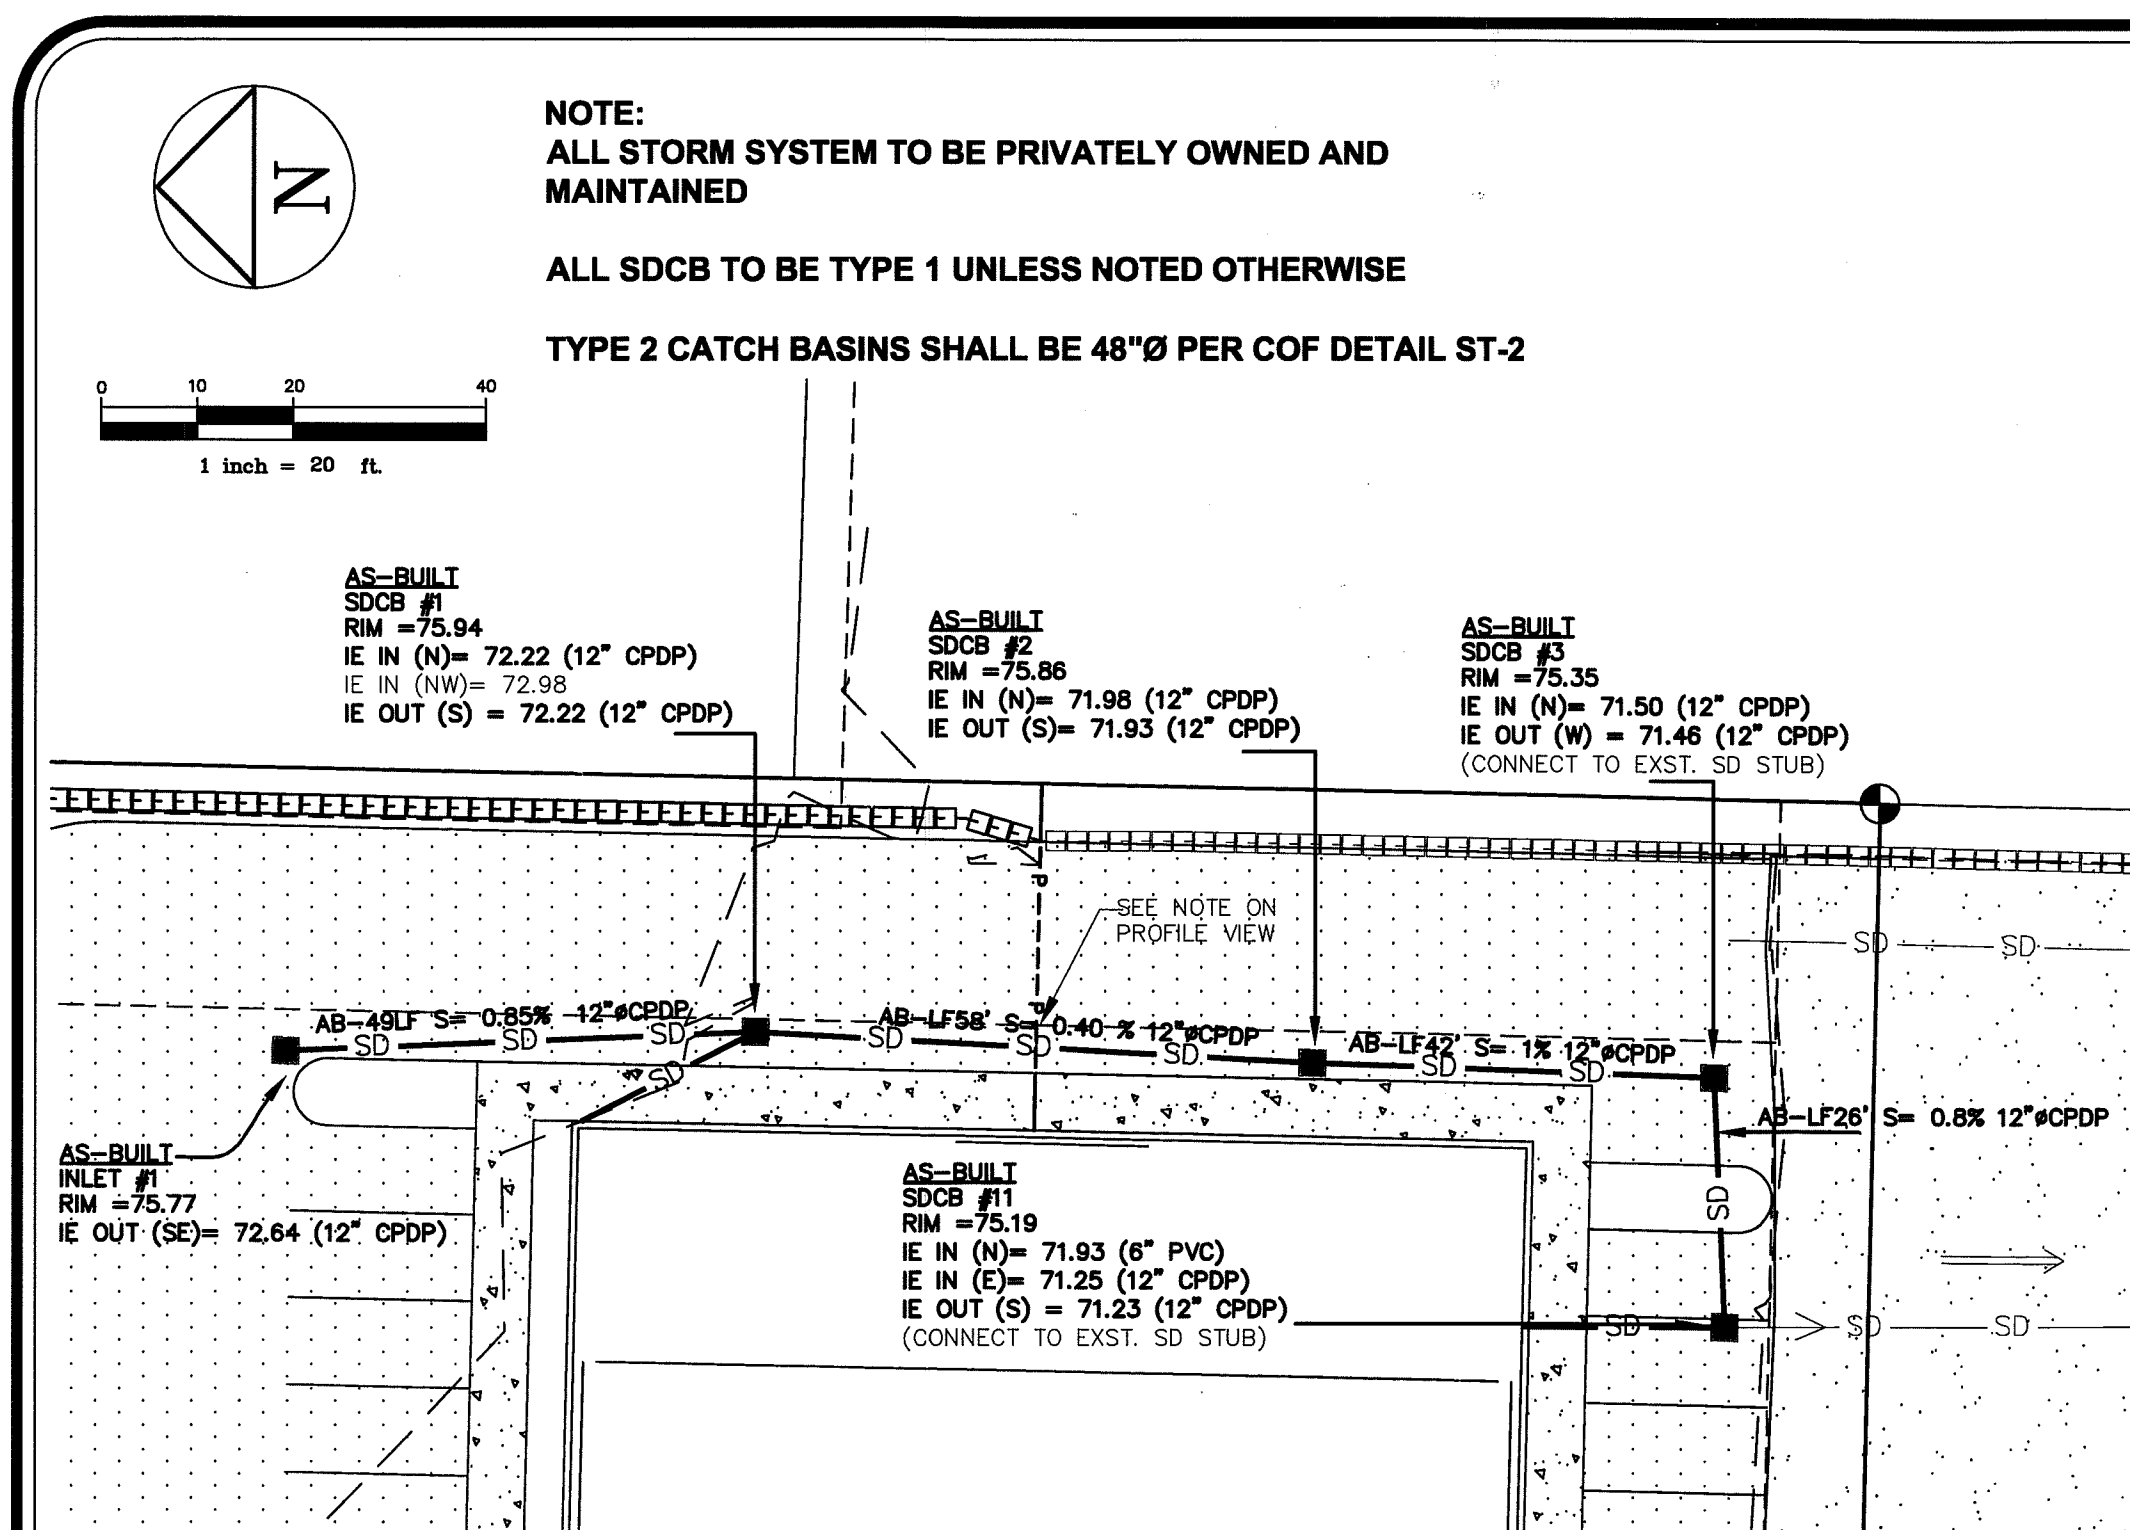 N
NOTE:
ALL STORM SYSTEM TO BE PRIVATELY OWNED AND
MAINTAINED
ALL SDCB TO BE TYPE 1 UNLESS NOTED OTHERWISE
TYPE 2 CATCH BASINS SHALL BE 48"Ø PER COF DETAIL ST-2
0 10 20 40
1 inch = 20 ft.
AS-BUILT
SDCB #1
RIM =75.94
IE IN (N)= 72.22 (12" CPDP)
IE IN (NW)= 72.98
IE OUT (S) = 72.22 (12" CPDP)
AS-BUILT
SDCB #2
RIM =75.86
IE IN (N)= 71.98 (12" CPDP)
IE OUT (S)= 71.93 (12" CPDP)
AS-BUILT
SDCB #3
RIM =75.35
IE IN (N)= 71.50 (12" CPDP)
IE OUT (W) = 71.46 (12" CPDP)
(CONNECT TO EXST. SD STUB)
P
SEE NOTE ON
PROFILE VIEW
SD SD
P
AB-49LF S= 0.85% 12"øCPDP
SD SD SD
AB-LF58' S= 0.40 % 12"øCPDP
SD SD SD
AB-LF42' S= 1% 12"øCPDP
SD SD
SD
AB-LF26' S= 0.8% 12"øCPDP
SD
AS-BUILT
INLET #1
RIM =75.77
IE OUT (SE)= 72.64 (12" CPDP)
AS-BUILT
SDCB #11
RIM =75.19
IE IN (N)= 71.93 (6" PVC)
IE IN (E)= 71.25 (12" CPDP)
IE OUT (S) = 71.23 (12" CPDP)
(CONNECT TO EXST. SD STUB)
SD SD SD